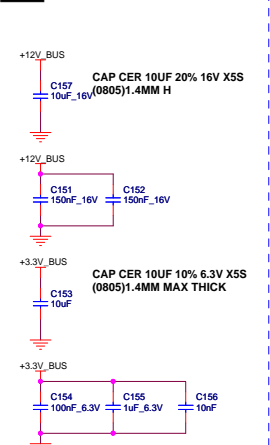 +12V_BUS
CAP CER 10UF 20% 16V X5S
(0805)1.4MM H
C157
10uF_16V
+12V_BUS
C151
150nF_16V
C152
150nF_16V
+3.3V_BUS
CAP CER 10UF 10% 6.3V X5S
(0805)1.4MM MAX THICK
C153
10uF
+3.3V_BUS
C154
100nF_6.3V
C155
1uF_6.3V
C156
10nF